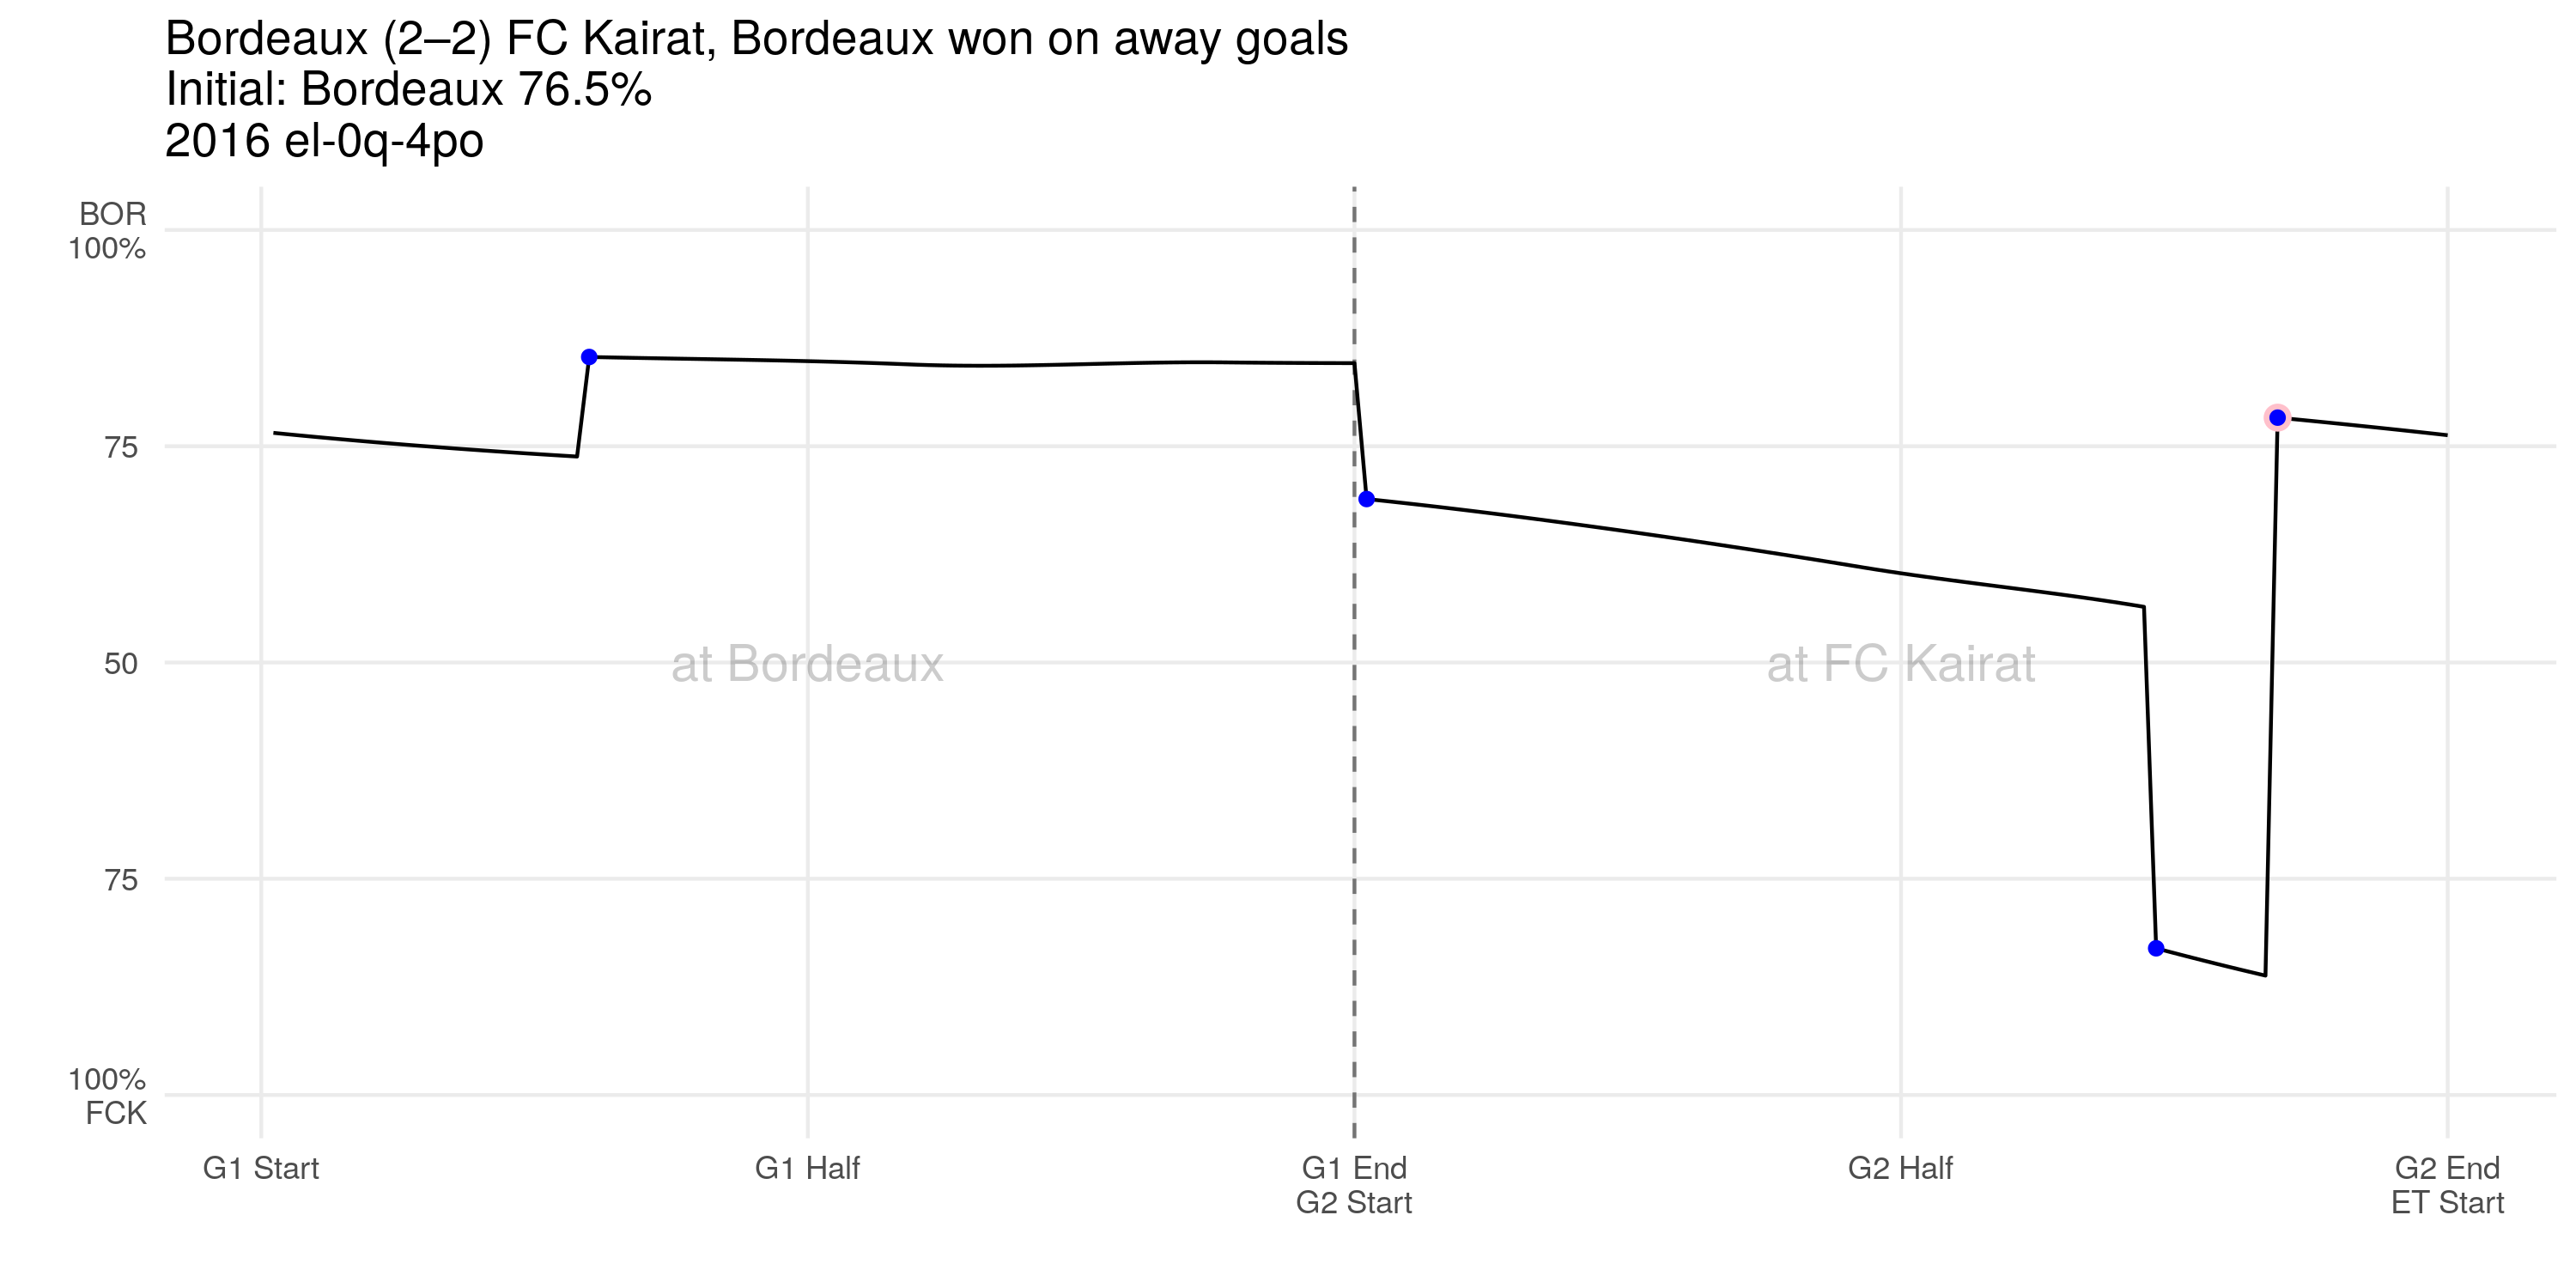 Bordeaux (2–2) FC Kairat, Bordeaux won on away goals
Initial: Bordeaux 76.5%
2016 el-0q-4po
BOR
100%
75
50
75
100%
FCK
at Bordeaux
at FC Kairat
G1 Start
G1 Half
G1 End
G2 Start
G2 Half
G2 End
ET Start